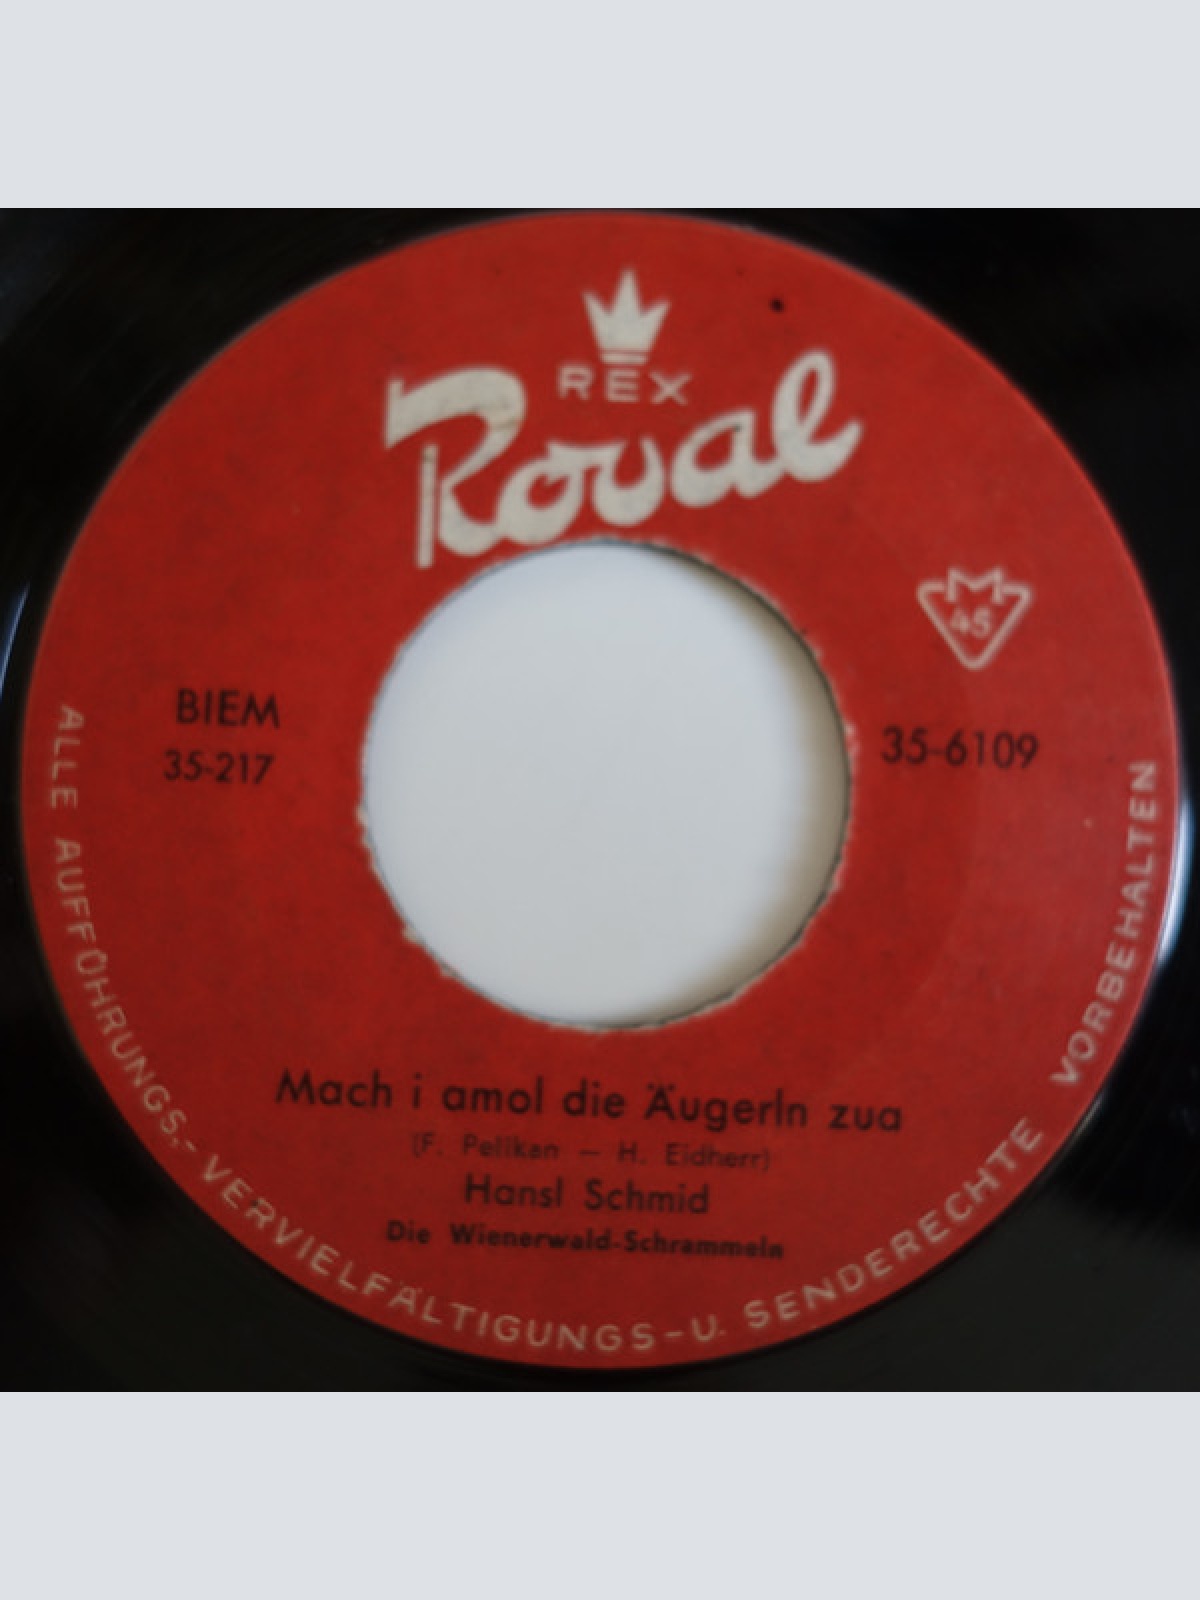 REX
Royal
45
BIEM
35-217
35-6109
Mach i amol die Äugerln zua
(F. Pelikan — H. Eidherr)
Hansl Schmid
Die Wienerwald-Schrammeln
ALLE AUFFÜHRUNGS,- VERVIELFÄLTIGUNGS-U. SENDERECHTE VORBEHALTEN